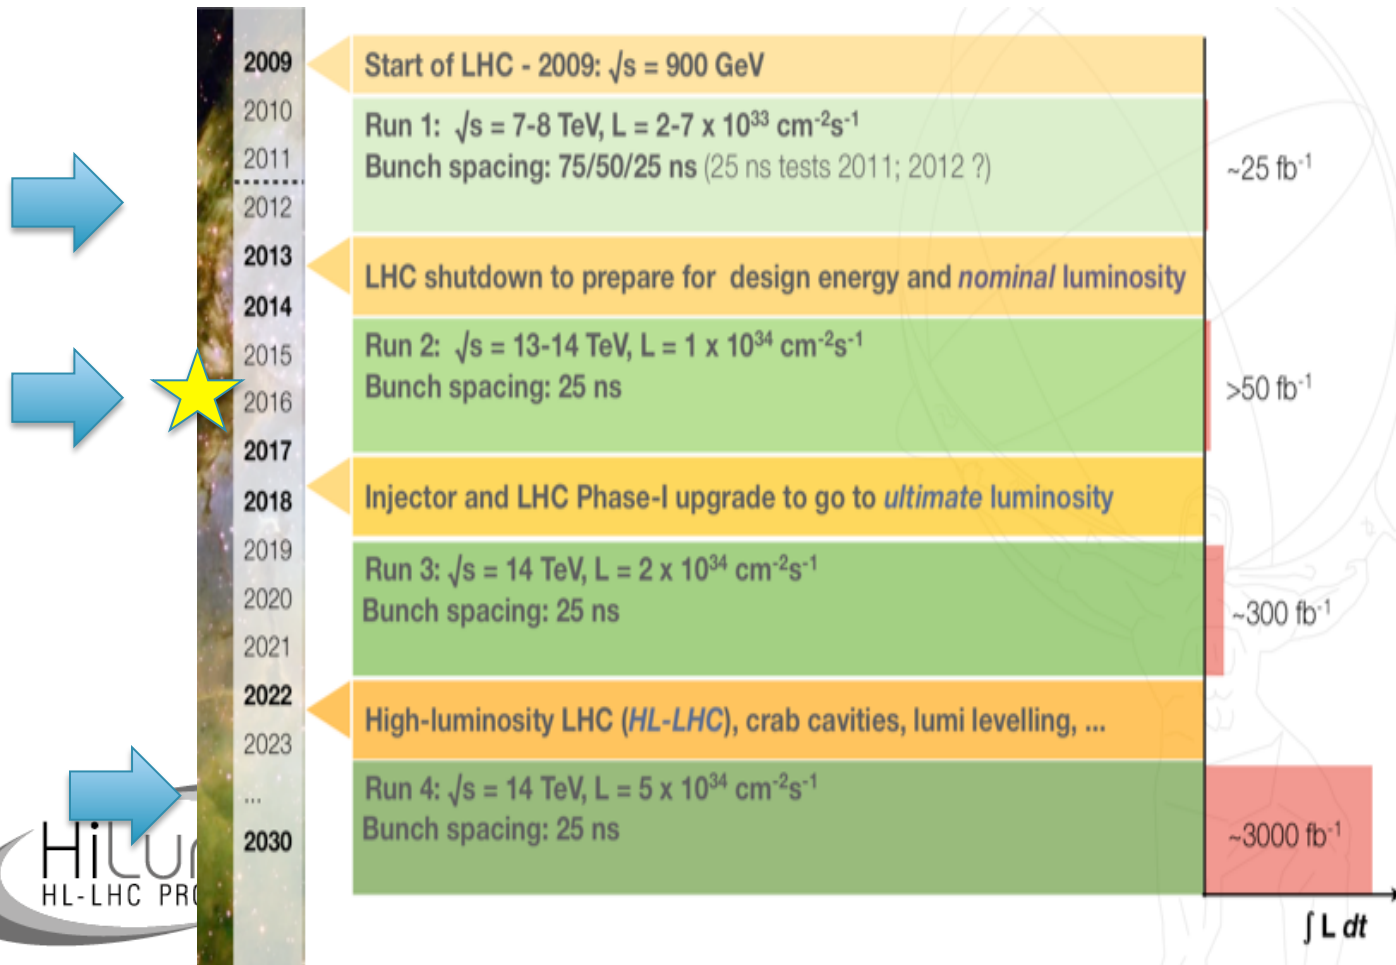 2009
Start of LHC - 2009: √s = 900 GeV
2010
2011
2012
Run 1: √s = 7-8 TeV, L = 2-7 x 10³³ cm⁻²s⁻¹
Bunch spacing: 75/50/25 ns (25 ns tests 2011; 2012 ?)
~25 fb⁻¹
2013
2014
LHC shutdown to prepare for design energy and nominal luminosity
2015
2016
Run 2: √s = 13-14 TeV, L = 1 x 10³⁴ cm⁻²s⁻¹
Bunch spacing: 25 ns
>50 fb⁻¹
2017
2018
Injector and LHC Phase-I upgrade to go to ultimate luminosity
2019
2020
2021
Run 3: √s = 14 TeV, L = 2 x 10³⁴ cm⁻²s⁻¹
Bunch spacing: 25 ns
~300 fb⁻¹
2022
2023
High-luminosity LHC (HL-LHC), crab cavities, lumi levelling, ...
...
2030
Run 4: √s = 14 TeV, L = 5 x 10³⁴ cm⁻²s⁻¹
Bunch spacing: 25 ns
~3000 fb⁻¹
∫ L dt
HiLu
HL-LHC PRO